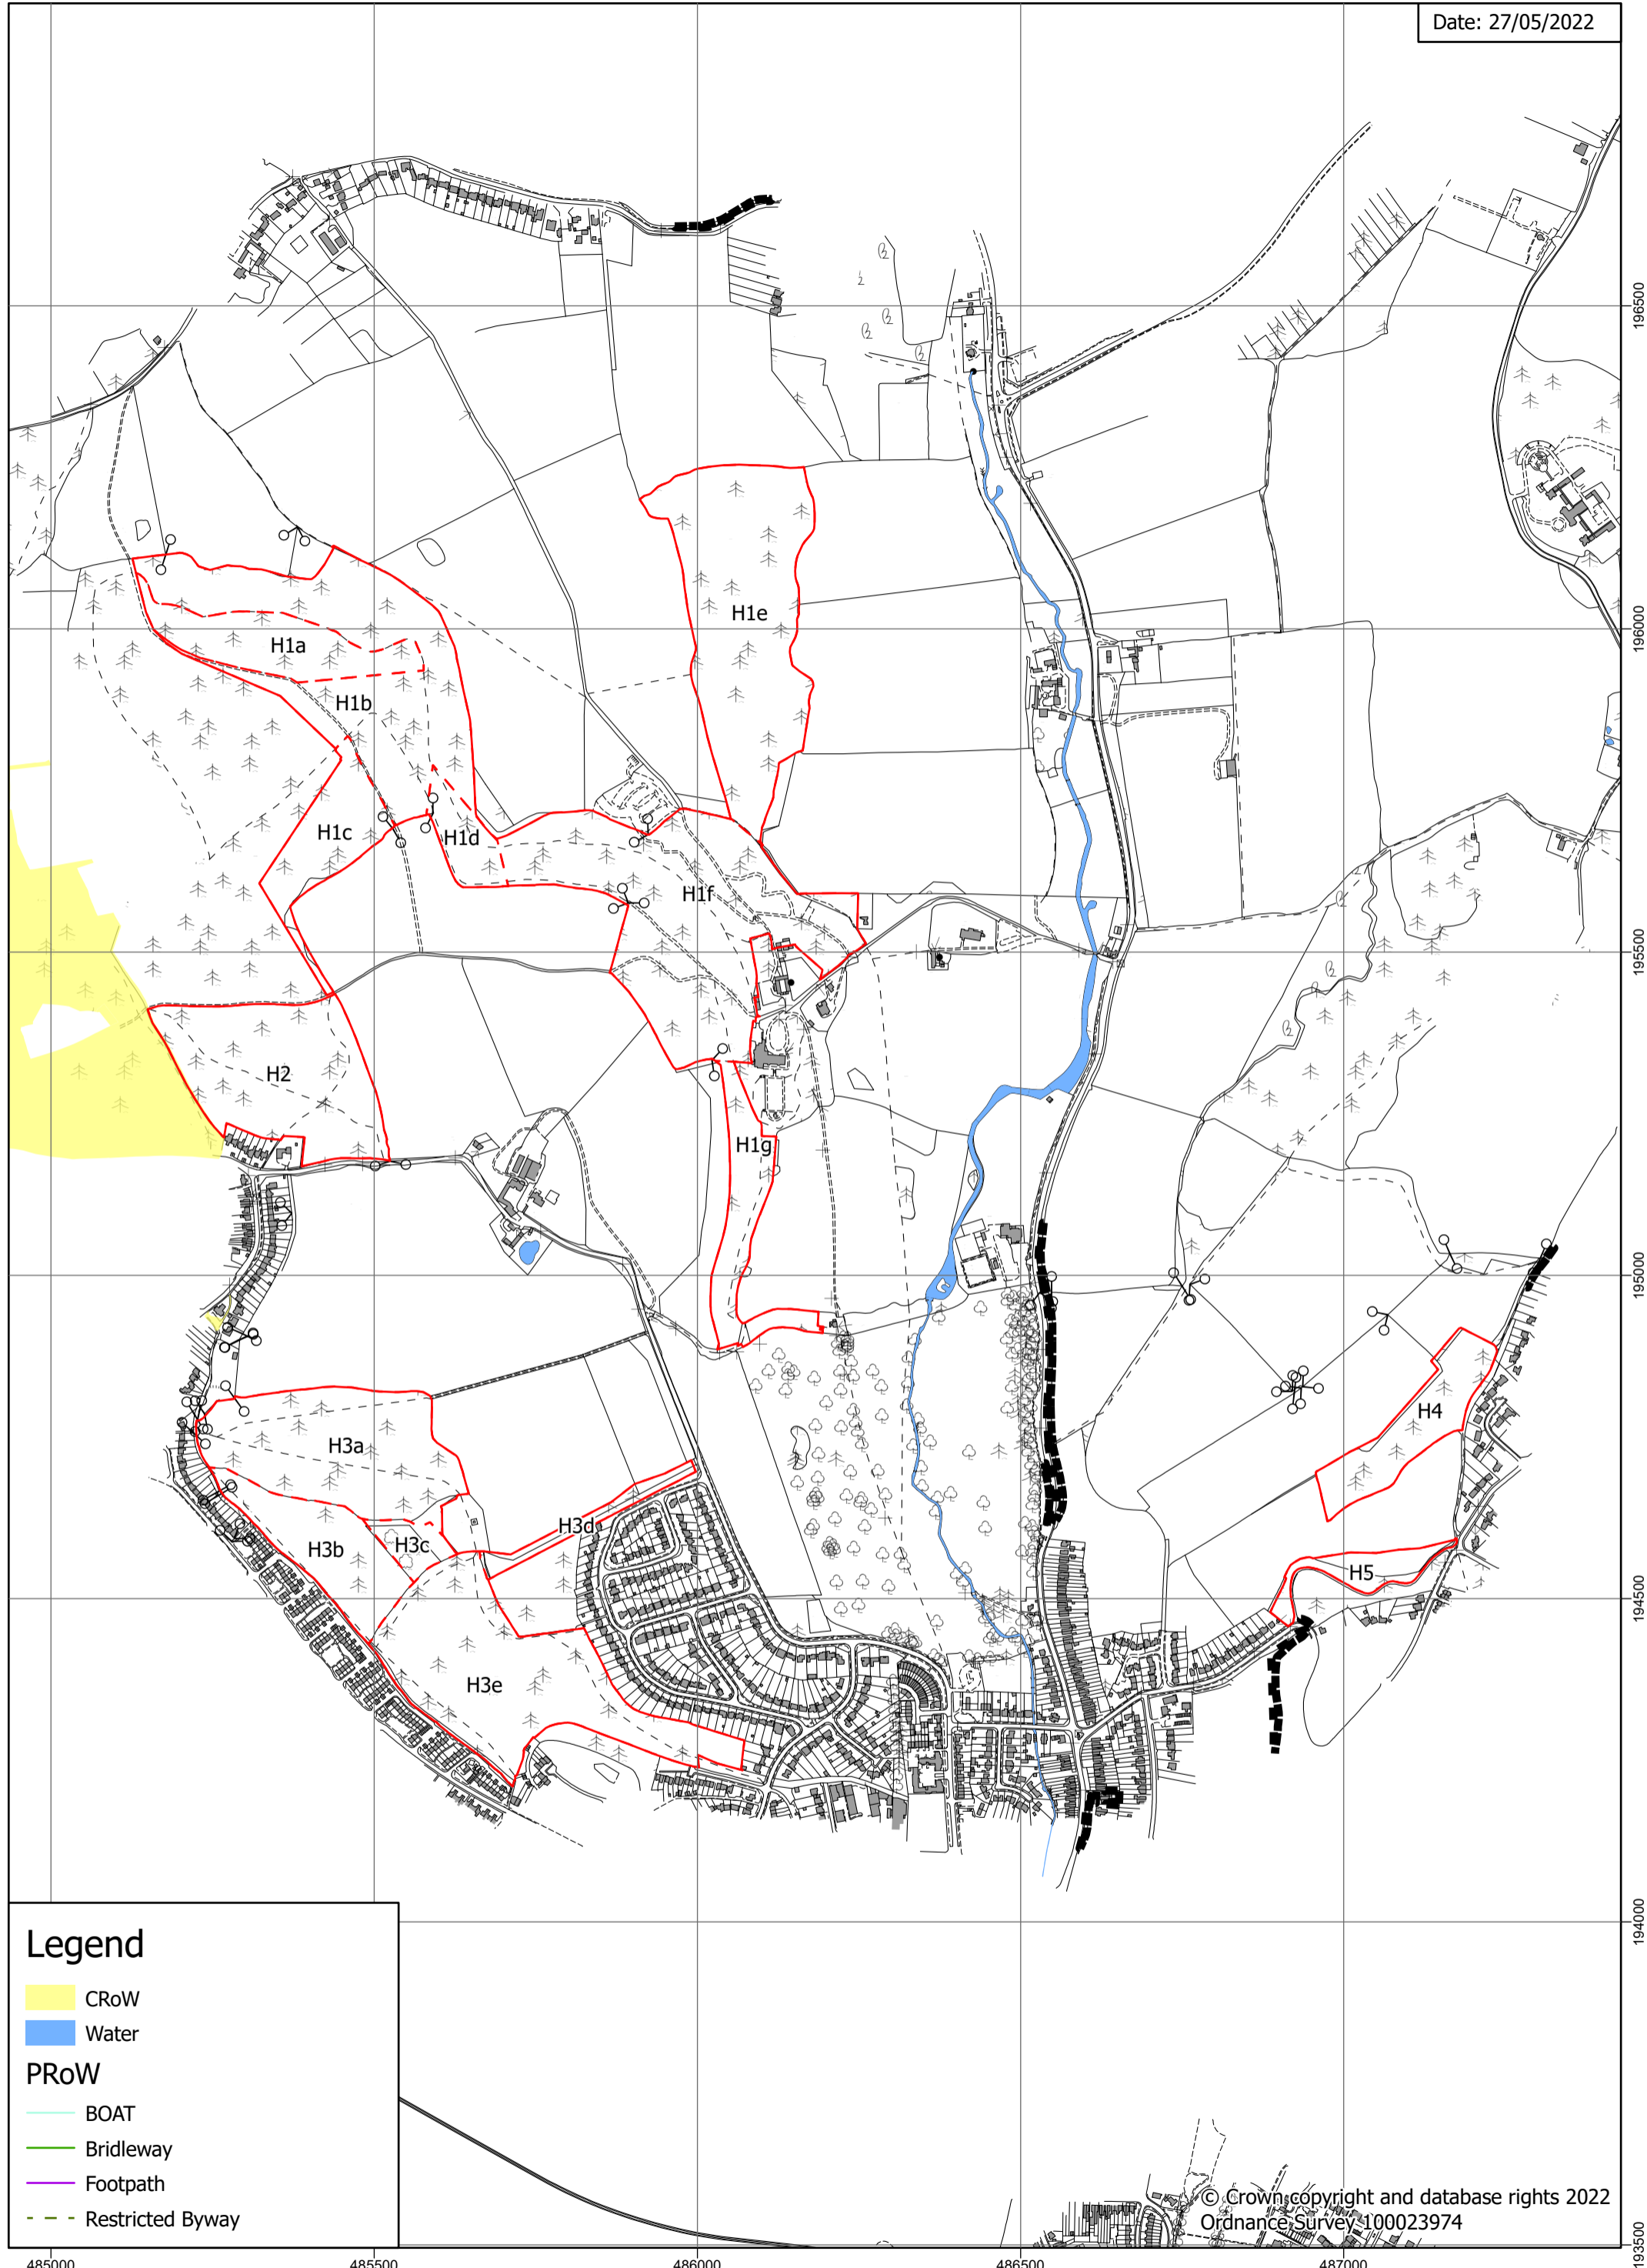 Date: 27/05/2022
196500
H1e
196000
H1a
H1b
H1c
H1d
H1f
195500
H2
H1g
195000
H4
H3a
H3d
H3b
H3c
H5
194500
H3e
194000
Legend
CRoW
Water
PRoW
BOAT
Bridleway
Footpath
Restricted Byway
© Crown copyright and database rights 2022
Ordnance Survey 100023974
193500
485000
485500
486000
486500
487000